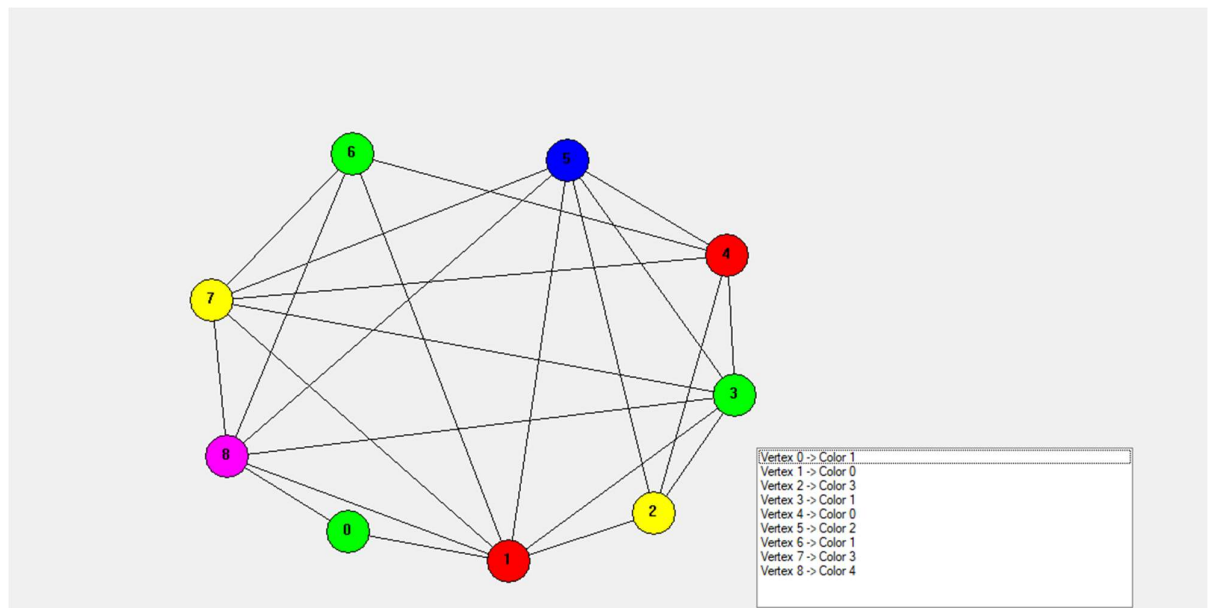 6
5
4
7
3
8
2
0
1
Vertex 0 -> Color 1
Vertex 1 -> Color 0
Vertex 2 -> Color 3
Vertex 3 -> Color 1
Vertex 4 -> Color 0
Vertex 5 -> Color 2
Vertex 6 -> Color 1
Vertex 7 -> Color 3
Vertex 8 -> Color 4